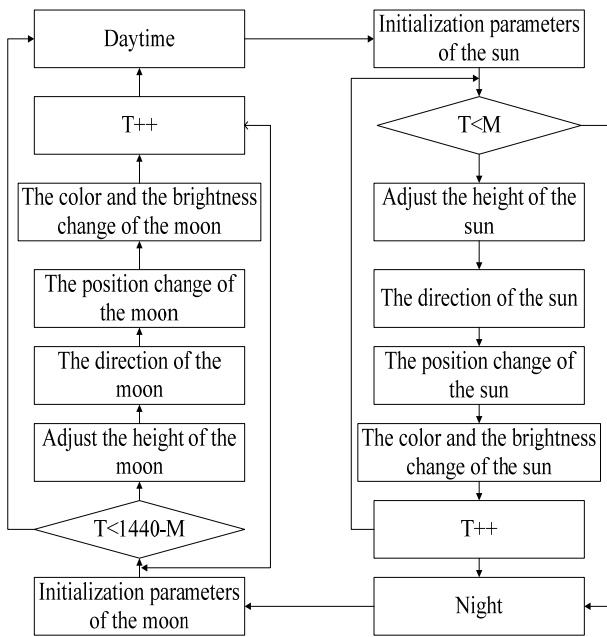 Daytime
T++
The color and the brightness
change of the moon
The position change of
the moon
The direction of the
moon
Adjust the height of the
moon
T<1440-M
Initialization parameters
of the moon
Initialization parameters
of the sun
T<M
Adjust the height of the
sun
The direction of the sun
The position change of
the sun
The color and the brightness
change of the sun
T++
Night